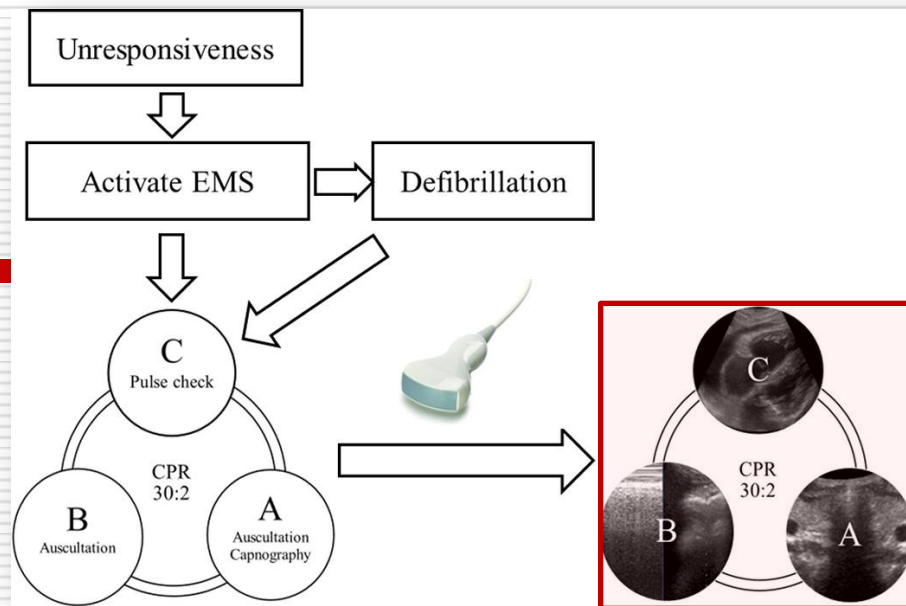 Unresponsiveness
Activate EMS
Defibrillation
C
Pulse check
CPR
30:2
B
Auscultation
A
Auscultation
Capnography
C
CPR
30:2
B
A